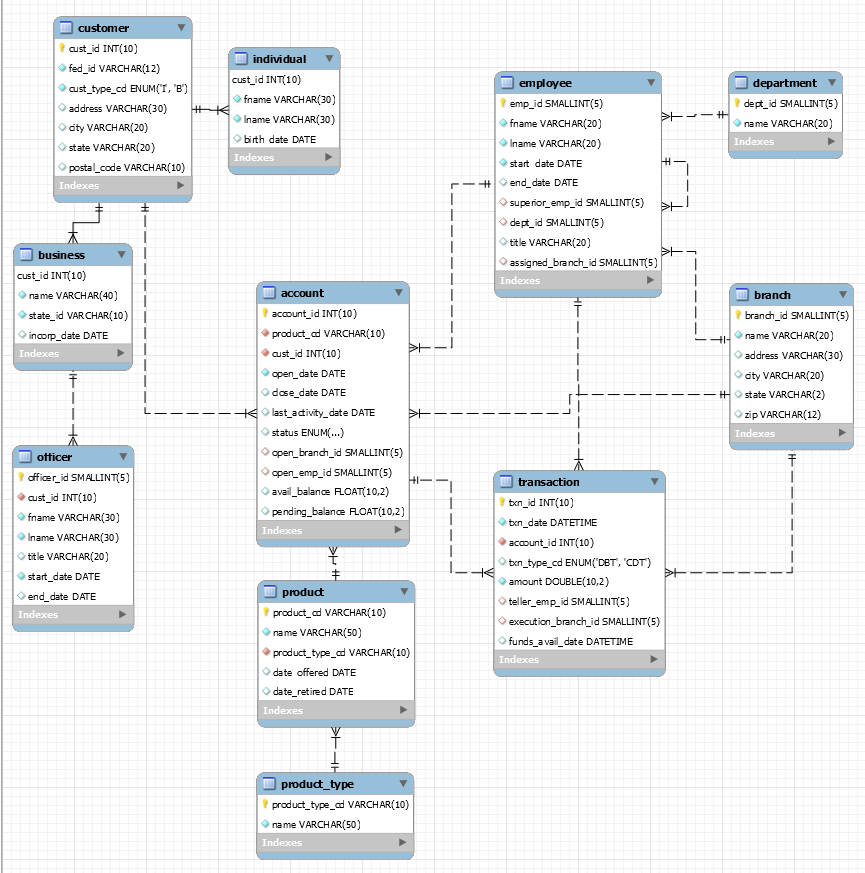 customer
cust_id INT(10)
fed_id VARCHAR(12)
cust_type_cd ENUM('I', 'B')
address VARCHAR(30)
city VARCHAR(20)
state VARCHAR(20)
postal_code VARCHAR(10)
Indexes
individual
cust_id INT(10)
fname VARCHAR(30)
lname VARCHAR(30)
birth_date DATE
Indexes
employee
emp_id SMALLINT(5)
fname VARCHAR(20)
lname VARCHAR(20)
start_date DATE
end_date DATE
superior_emp_id SMALLINT(5)
dept_id SMALLINT(5)
title VARCHAR(20)
assigned_branch_id SMALLINT(5)
Indexes
department
dept_id SMALLINT(5)
name VARCHAR(20)
Indexes
business
cust_id INT(10)
name VARCHAR(40)
state_id VARCHAR(10)
incorp_date DATE
Indexes
account
account_id INT(10)
product_cd VARCHAR(10)
cust_id INT(10)
open_date DATE
close_date DATE
last_activity_date DATE
status ENUM(...)
open_branch_id SMALLINT(5)
open_emp_id SMALLINT(5)
avail_balance FLOAT(10,2)
pending_balance FLOAT(10,2)
Indexes
branch
branch_id SMALLINT(5)
name VARCHAR(20)
address VARCHAR(30)
city VARCHAR(20)
state VARCHAR(2)
zip VARCHAR(12)
Indexes
officer
officer_id SMALLINT(5)
cust_id INT(10)
fname VARCHAR(30)
lname VARCHAR(30)
title VARCHAR(20)
start_date DATE
end_date DATE
Indexes
transaction
txn_id INT(10)
txn_date DATETIME
account_id INT(10)
txn_type_cd ENUM('DBT', 'CDT')
amount DOUBLE(10,2)
teller_emp_id SMALLINT(5)
execution_branch_id SMALLINT(5)
funds_avail_date DATETIME
Indexes
product
product_cd VARCHAR(10)
name VARCHAR(50)
product_type_cd VARCHAR(10)
date_offered DATE
date_retired DATE
Indexes
product_type
product_type_cd VARCHAR(10)
name VARCHAR(50)
Indexes